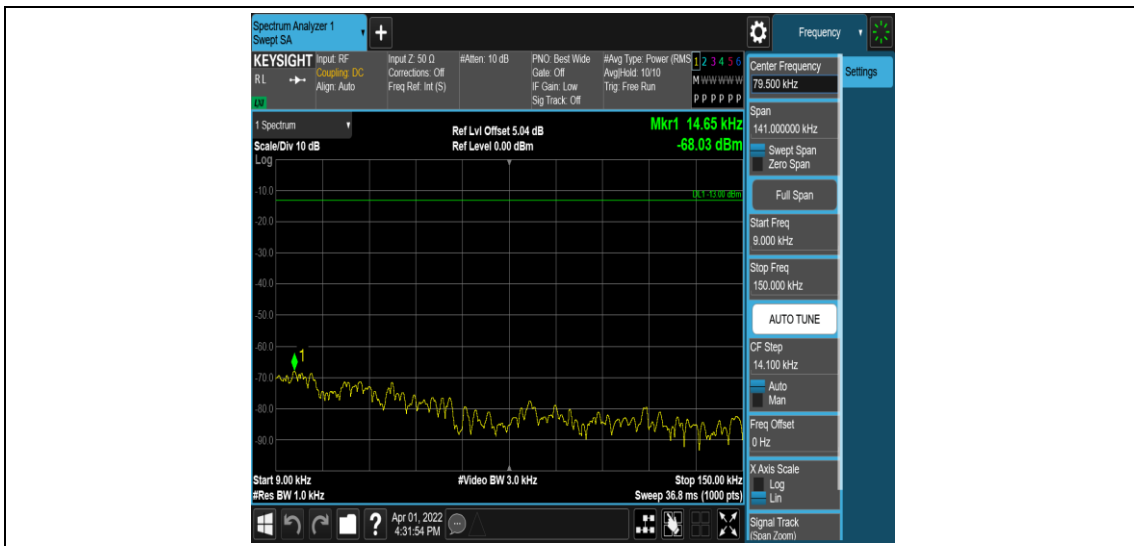 Spectrum Analyzer 1
Swept SA
+
Frequency
KEYSIGHT
R L
LXI
Input: RF
Coupling: DC
Align: Auto
Input Z: 50 Ω
Corrections: Off
Freq Ref: Int (S)
#Atten: 10 dB
PNO: Best Wide
Gate: Off
IF Gain: Low
Sig Track: Off
#Avg Type: Power (RMS
Avg|Hold: 10/10
Trig: Free Run
1 2 3 4 5 6
M W W W W W
P P P P P P
1 Spectrum
Scale/Div 10 dB
Log
Ref Lvl Offset 5.04 dB
Ref Level 0.00 dBm
Mkr1 14.65 kHz
-68.03 dBm
DL1 -13.00 dBm
-10.0
-20.0
-30.0
-40.0
-50.0
-60.0
-70.0
-80.0
-90.0
1
Start 9.00 kHz
#Res BW 1.0 kHz
#Video BW 3.0 kHz
Stop 150.00 kHz
Sweep 36.8 ms (1000 pts)
?
Apr 01, 2022
4:31:54 PM
Center Frequency
79.500 kHz
Settings
Span
141.000000 kHz
Swept Span
Zero Span
Full Span
Start Freq
9.000 kHz
Stop Freq
150.000 kHz
AUTO TUNE
CF Step
14.100 kHz
Auto
Man
Freq Offset
0 Hz
X Axis Scale
Log
Lin
Signal Track
(Span Zoom)